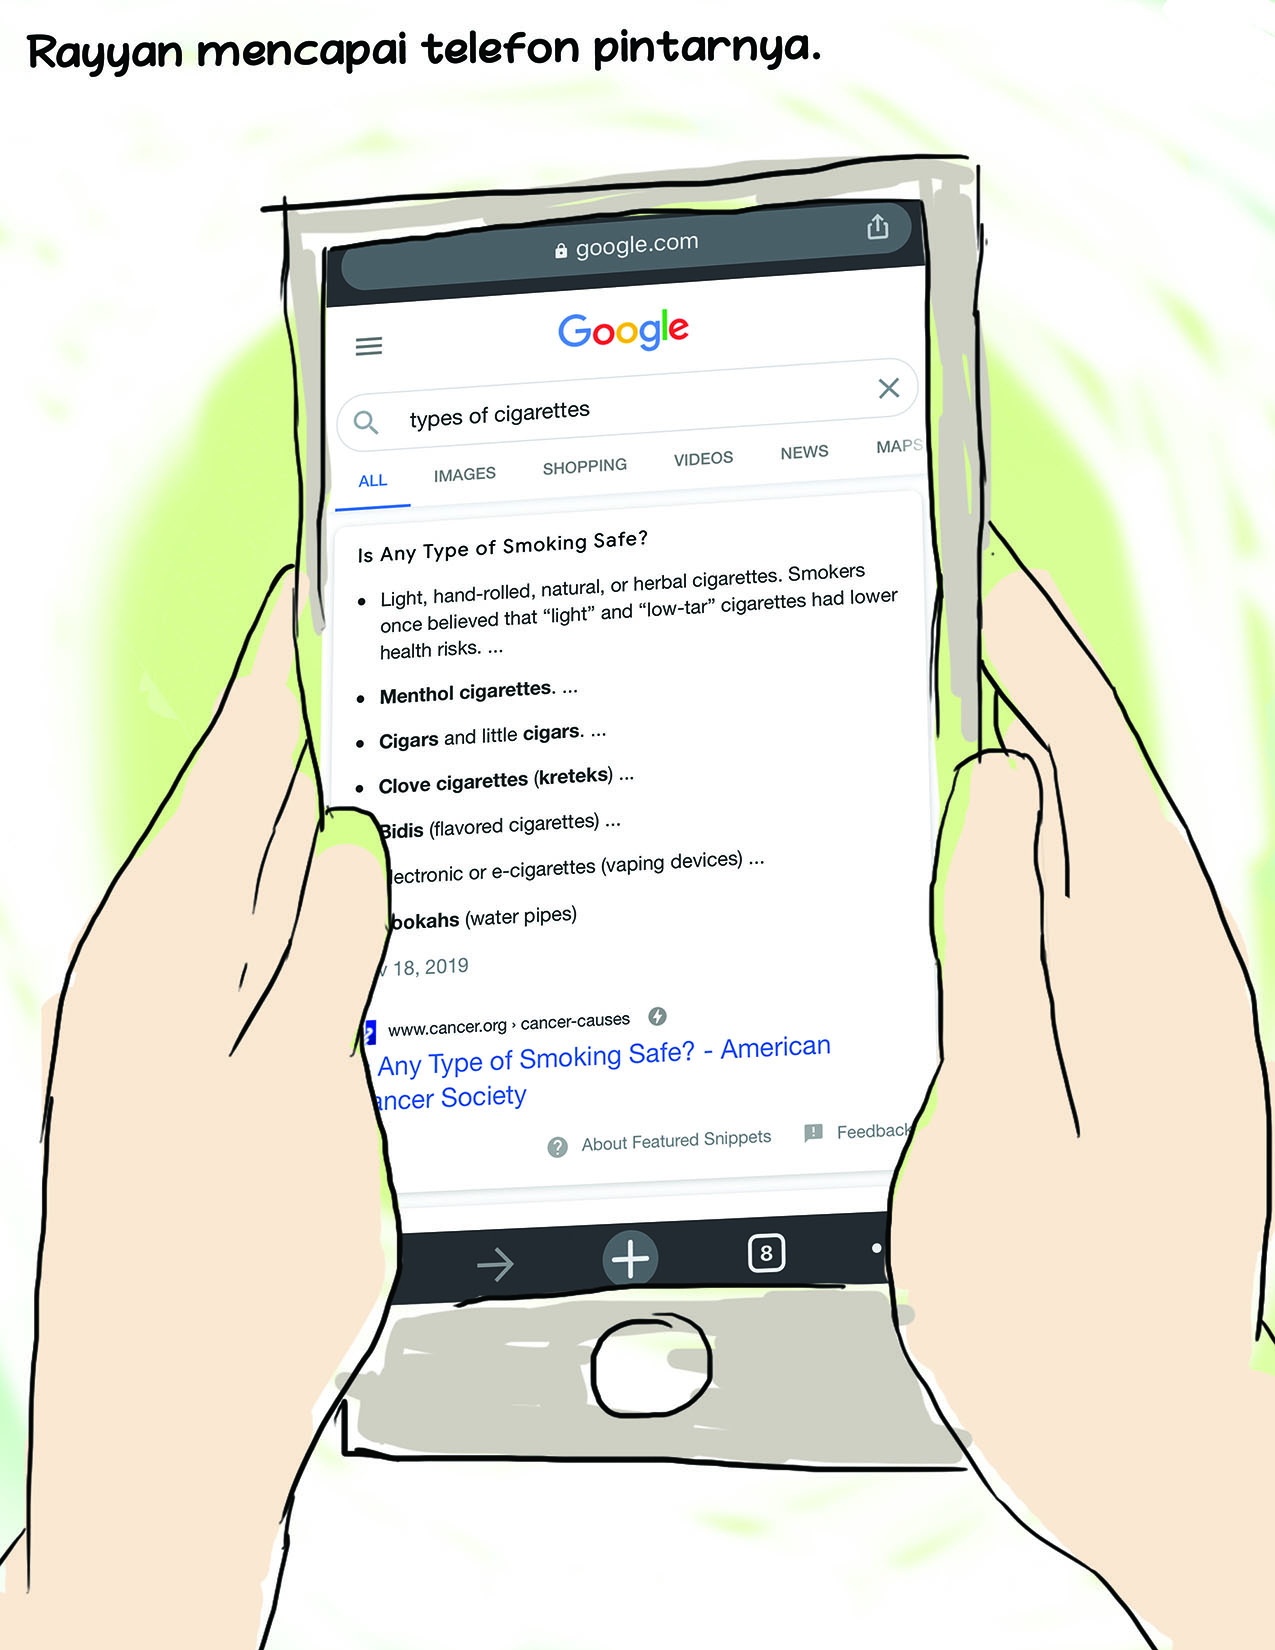 Rayyan mencapai telefon pintarnya.
google.com
Google
types of cigarettes
ALL IMAGES SHOPPING VIDEOS NEWS MAPS
Is Any Type of Smoking Safe?
• Light, hand-rolled, natural, or herbal cigarettes. Smokers
once believed that “light” and “low-tar” cigarettes had lower
health risks. ...
• Menthol cigarettes. ...
• Cigars and little cigars. ...
• Clove cigarettes (kreteks) ...
Bidis (flavored cigarettes) ...
lectronic or e-cigarettes (vaping devices) ...
ookahs (water pipes)
v 18, 2019
www.cancer.org › cancer-causes
Any Type of Smoking Safe? - American
ancer Society
About Featured Snippets Feedback
8